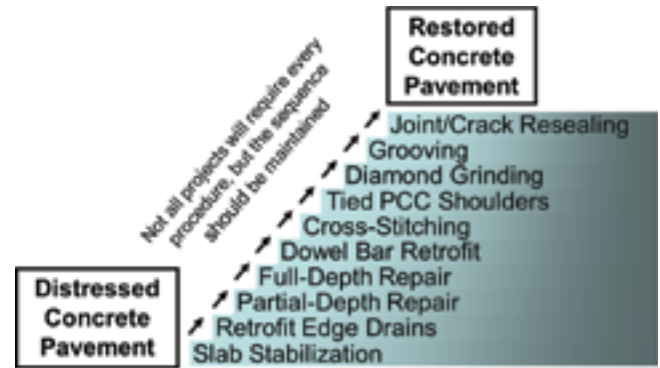 Restored
Concrete
Pavement
Not all projects will require every
procedure, but the sequence
should be maintained
Joint/Crack Resealing
Grooving
Diamond Grinding
Tied PCC Shoulders
Cross-Stitching
Dowel Bar Retrofit
Full-Depth Repair
Partial-Depth Repair
Retrofit Edge Drains
Slab Stabilization
Distressed
Concrete
Pavement